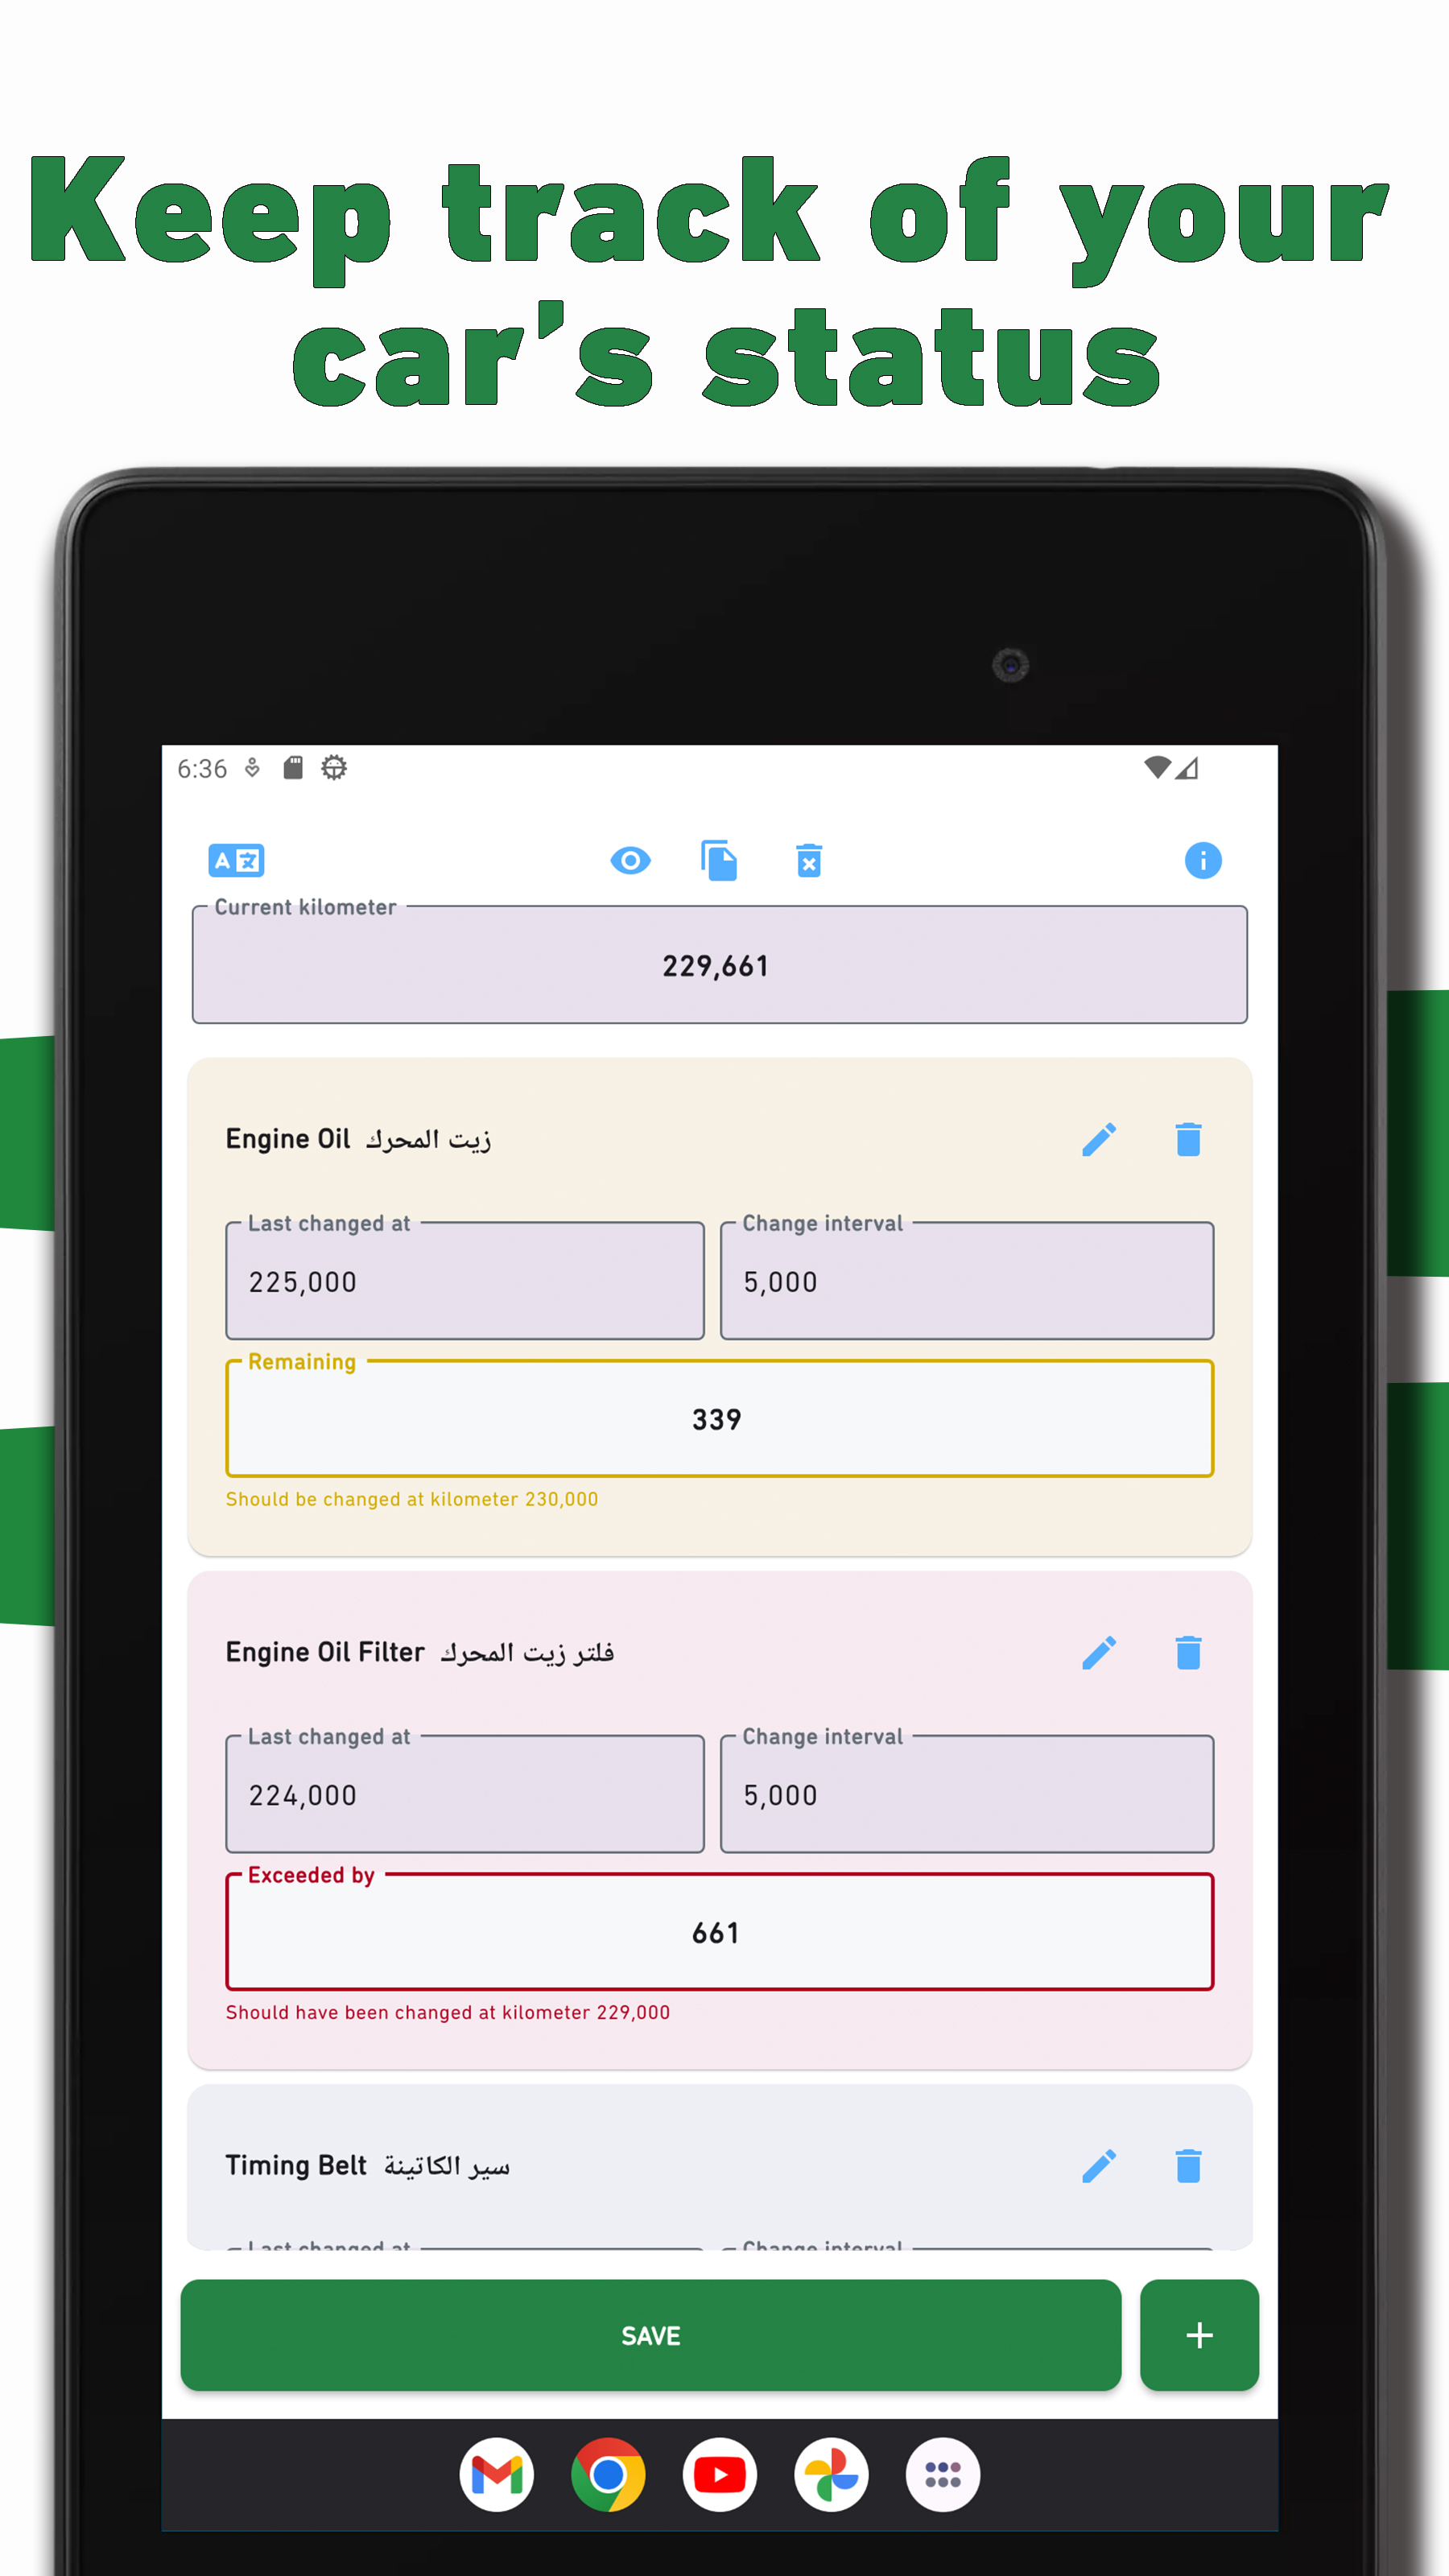 Keep track of your
car’s status
6:36
Current kilometer
229,661
Engine Oil زيت المحرك
Last changed at
Change interval
225,000
5,000
Remaining
339
Should be changed at kilometer 230,000
Engine Oil Filter فلتر زيت المحرك
Last changed at
Change interval
224,000
5,000
Exceeded by
661
Should have been changed at kilometer 229,000
Timing Belt سير الكاتينة
Last changed at
Change interval
SAVE